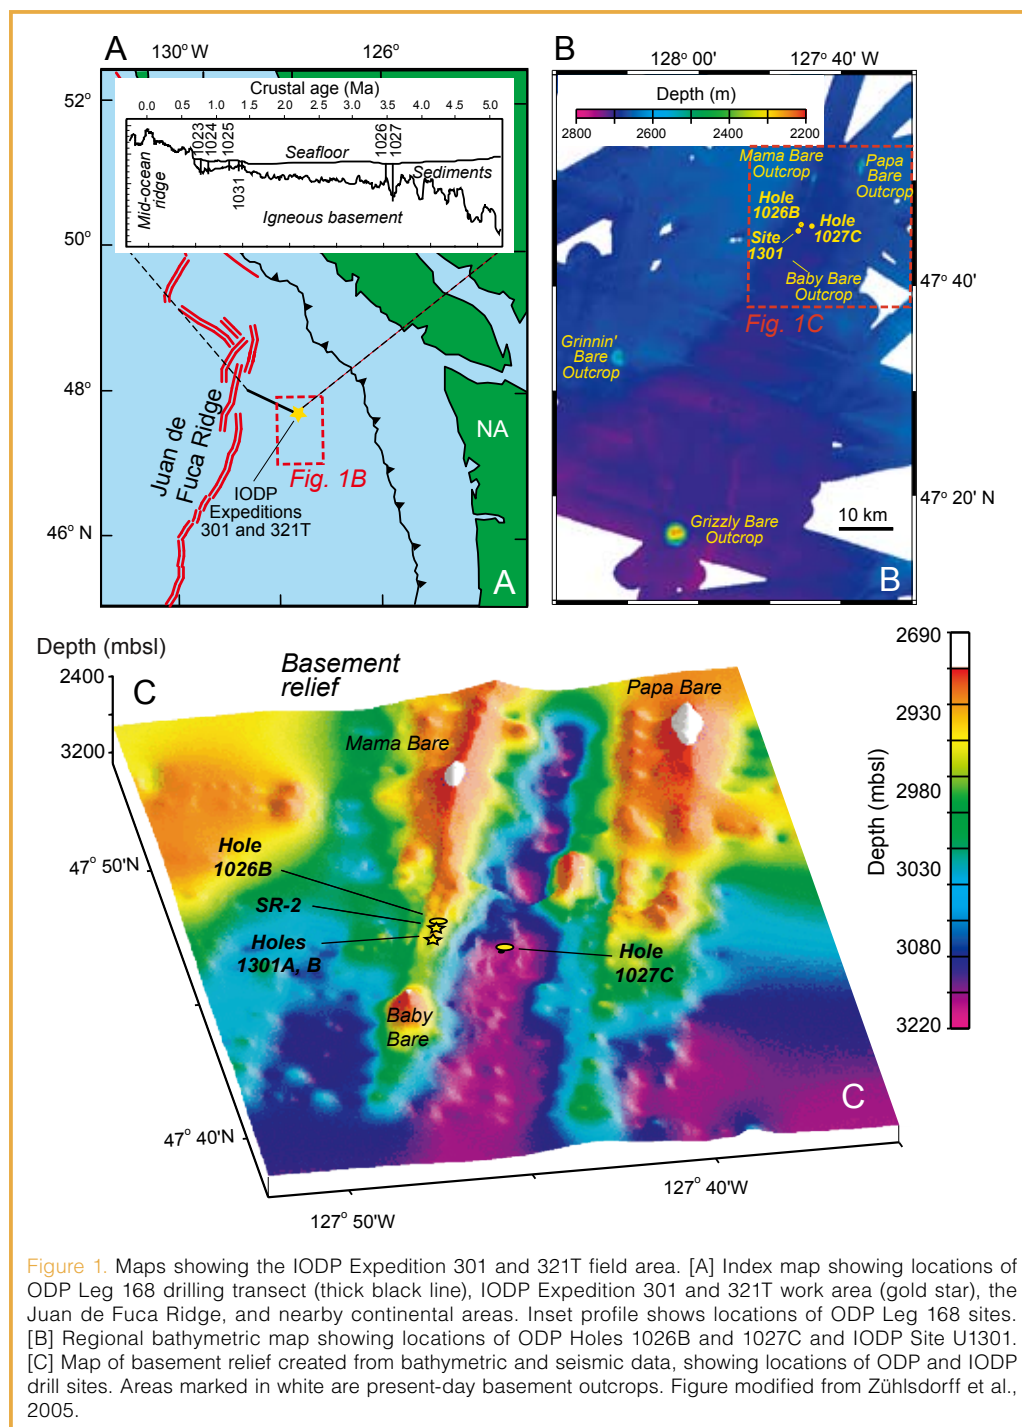 A
130° W
126°
52°
50°
48°
46° N
Crustal age (Ma)
0.0 0.5 1.0 1.5 2.0 2.5 3.0 3.5 4.0 4.5 5.0
Mid-ocean
ridge
1023
1024
1025
1031
1026
1027
Seafloor
Sediments
Igneous basement
Juan de
Fuca Ridge
NA
Fig. 1B
IODP
Expeditions
301 and 321T
A
B
128° 00'
127° 40' W
Depth (m)
2800 2600 2400 2200
Mama Bare
Outcrop
Papa
Bare
Outcrop
Hole
1026B
Hole
1027C
Site
1301
Baby Bare
Outcrop
47° 40'
Fig. 1C
Grinnin'
Bare
Outcrop
47° 20' N
10 km
Grizzly Bare
Outcrop
B
Depth (mbsl)
2400
3200
C
Basement
relief
Mama Bare
Papa Bare
47° 50'N
Hole
1026B
SR-2
Holes
1301A, B
Hole
1027C
Baby
Bare
47° 40'N
127° 50'W
127° 40'W
C
Depth (mbsl)
2690
2930
2980
3030
3080
3220
Figure 1. Maps showing the IODP Expedition 301 and 321T field area. [A] Index map showing locations of
ODP Leg 168 drilling transect (thick black line), IODP Expedition 301 and 321T work area (gold star), the
Juan de Fuca Ridge, and nearby continental areas. Inset profile shows locations of ODP Leg 168 sites.
[B] Regional bathymetric map showing locations of ODP Holes 1026B and 1027C and IODP Site U1301.
[C] Map of basement relief created from bathymetric and seismic data, showing locations of ODP and IODP
drill sites. Areas marked in white are present-day basement outcrops. Figure modified from Zühlsdorff et al.,
2005.